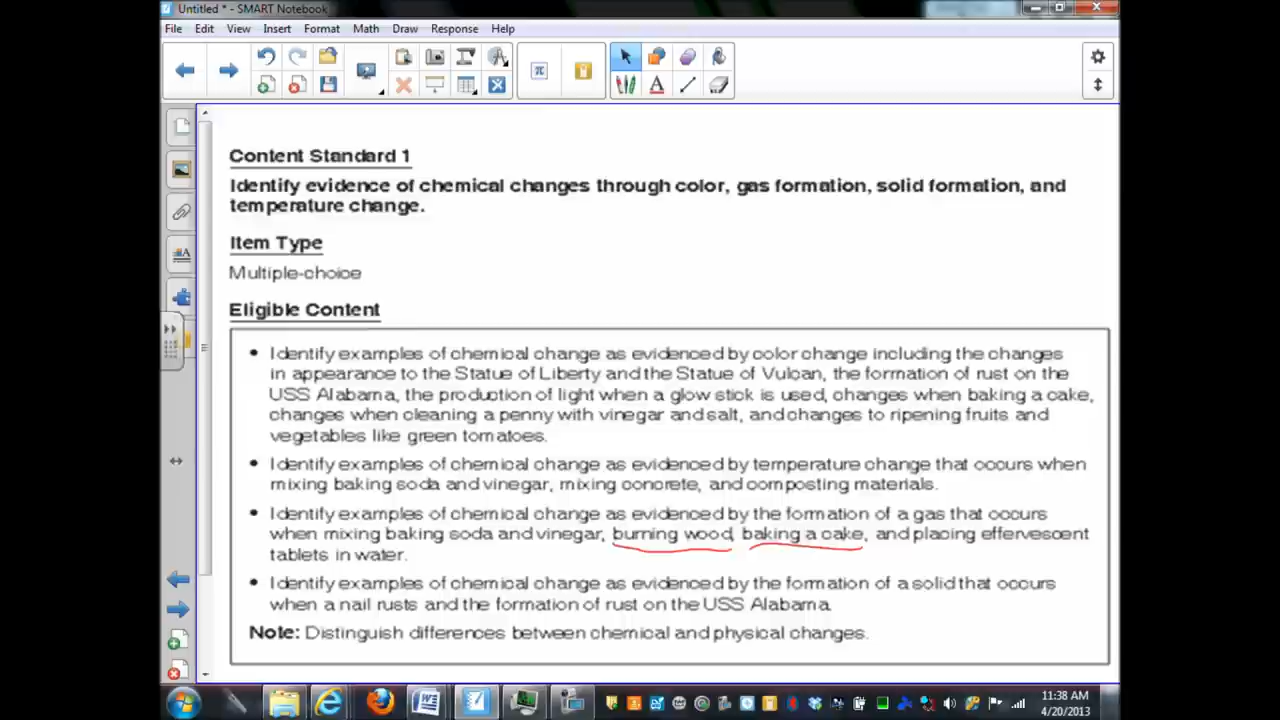 Untitled * - SMART Notebook
File Edit View Insert Format Math Draw Response Help
Content Standard 1
Identify evidence of chemical changes through color, gas formation, solid formation, and
temperature change.
Item Type
Multiple-choice
Eligible Content
• Identify examples of chemical change as evidenced by color change including the changes
in appearance to the Statue of Liberty and the Statue of Vulcan, the formation of rust on the
USS Alabama, the production of light when a glow stick is used, changes when baking a cake,
changes when cleaning a penny with vinegar and salt, and changes to ripening fruits and
vegetables like green tomatoes.
• Identify examples of chemical change as evidenced by temperature change that occurs when
mixing baking soda and vinegar, mixing concrete, and composting materials.
• Identify examples of chemical change as evidenced by the formation of a gas that occurs
when mixing baking soda and vinegar, burning wood, baking a cake, and placing effervescent
tablets in water.
• Identify examples of chemical change as evidenced by the formation of a solid that occurs
when a nail rusts and the formation of rust on the USS Alabama.
Note: Distinguish differences between chemical and physical changes.
11:38 AM
4/20/2013